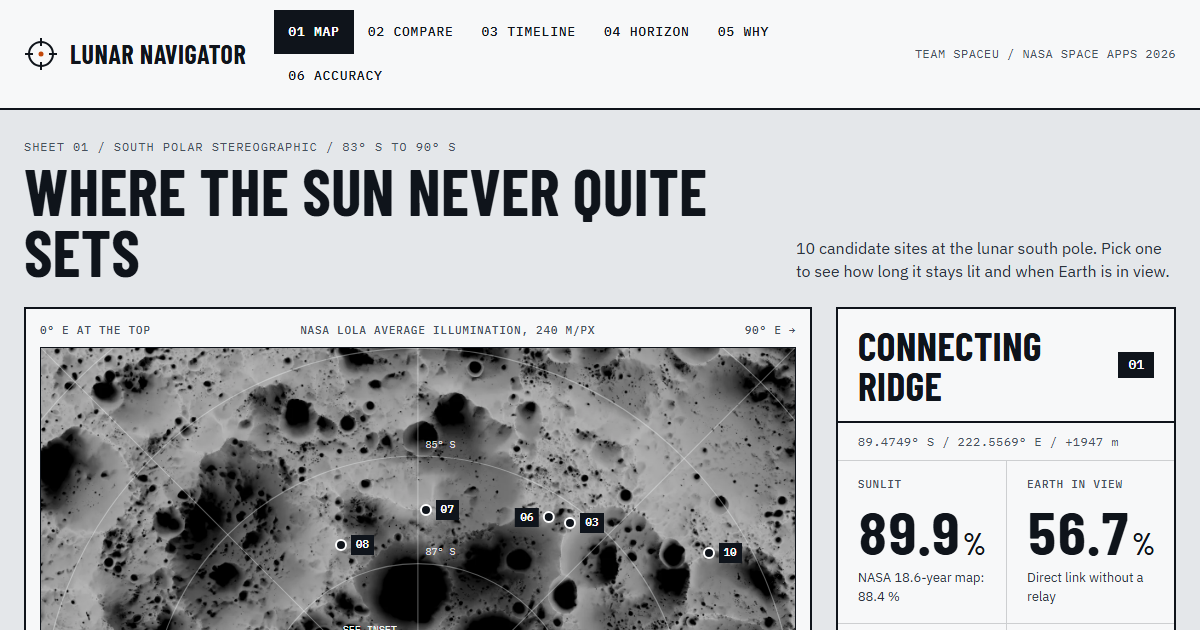 LUNAR NAVIGATOR
01 MAP
02 COMPARE
03 TIMELINE
04 HORIZON
05 WHY
06 ACCURACY
TEAM SPACEU / NASA SPACE APPS 2026
SHEET 01 / SOUTH POLAR STEREOGRAPHIC / 83° S TO 90° S
WHERE THE SUN NEVER QUITE
SETS
10 candidate sites at the lunar south pole. Pick one
to see how long it stays lit and when Earth is in view.
0° E AT THE TOP
NASA LOLA AVERAGE ILLUMINATION, 240 M/PX
90° E →
85° S
07
06
03
08
87° S
10
SEE INSET
CONNECTING
RIDGE
01
89.4749° S / 222.5569° E / +1947 m
SUNLIT
89.9%
NASA 18.6-year map:
88.4 %
EARTH IN VIEW
56.7%
Direct link without a
relay